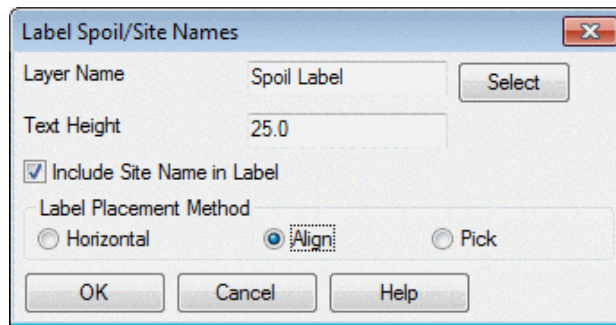 Label Spoil/Site Names
Layer Name Spoil Label Select
Text Height 25.0
Include Site Name in Label
Label Placement Method
Horizontal Align Pick
OK Cancel Help